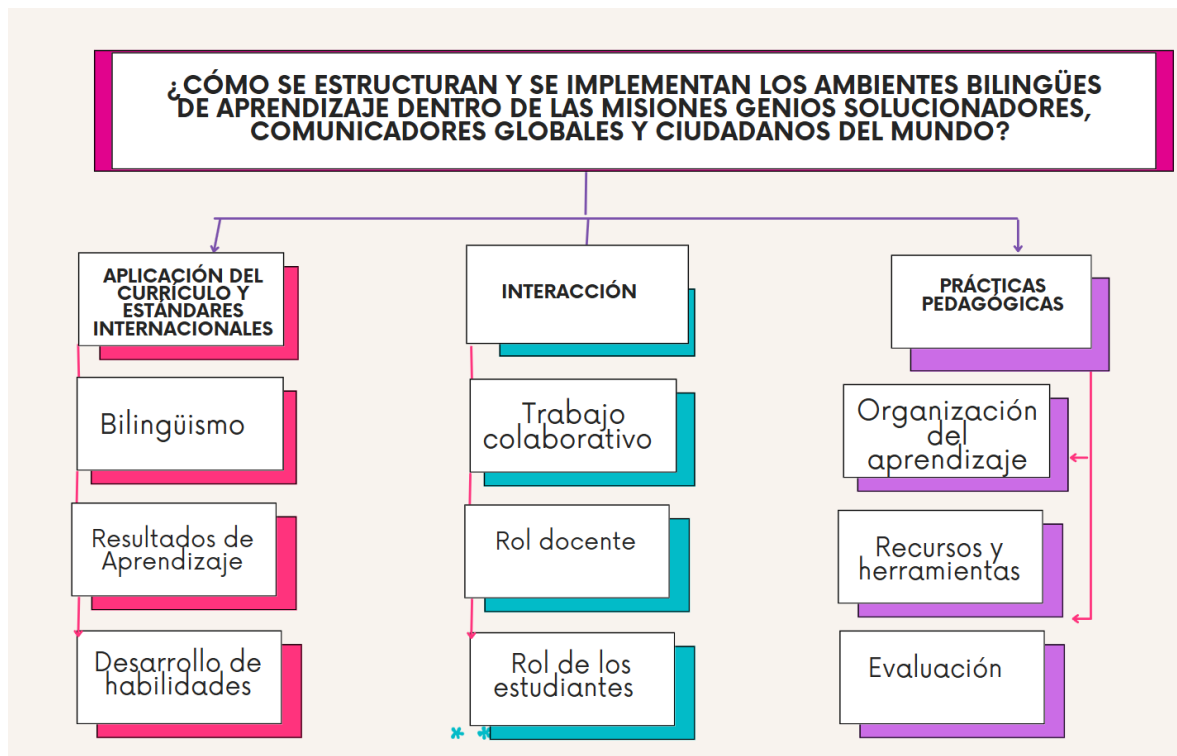 ¿CÓMO SE ESTRUCTURAN Y SE IMPLEMENTAN LOS AMBIENTES BILINGÜES
DE APRENDIZAJE DENTRO DE LAS MISIONES GENIOS SOLUCIONADORES,
COMUNICADORES GLOBALES Y CIUDADANOS DEL MUNDO?
APLICACIÓN DEL
CURRÍCULO Y
ESTÁNDARES
INTERNACIONALES
Bilingüismo
Resultados de
Aprendizaje
Desarrollo de
habilidades
INTERACCIÓN
Trabajo
colaborativo
Rol docente
Rol de los
estudiantes
PRÁCTICAS
PEDAGÓGICAS
Organización
del
aprendizaje
Recursos y
herramientas
Evaluación